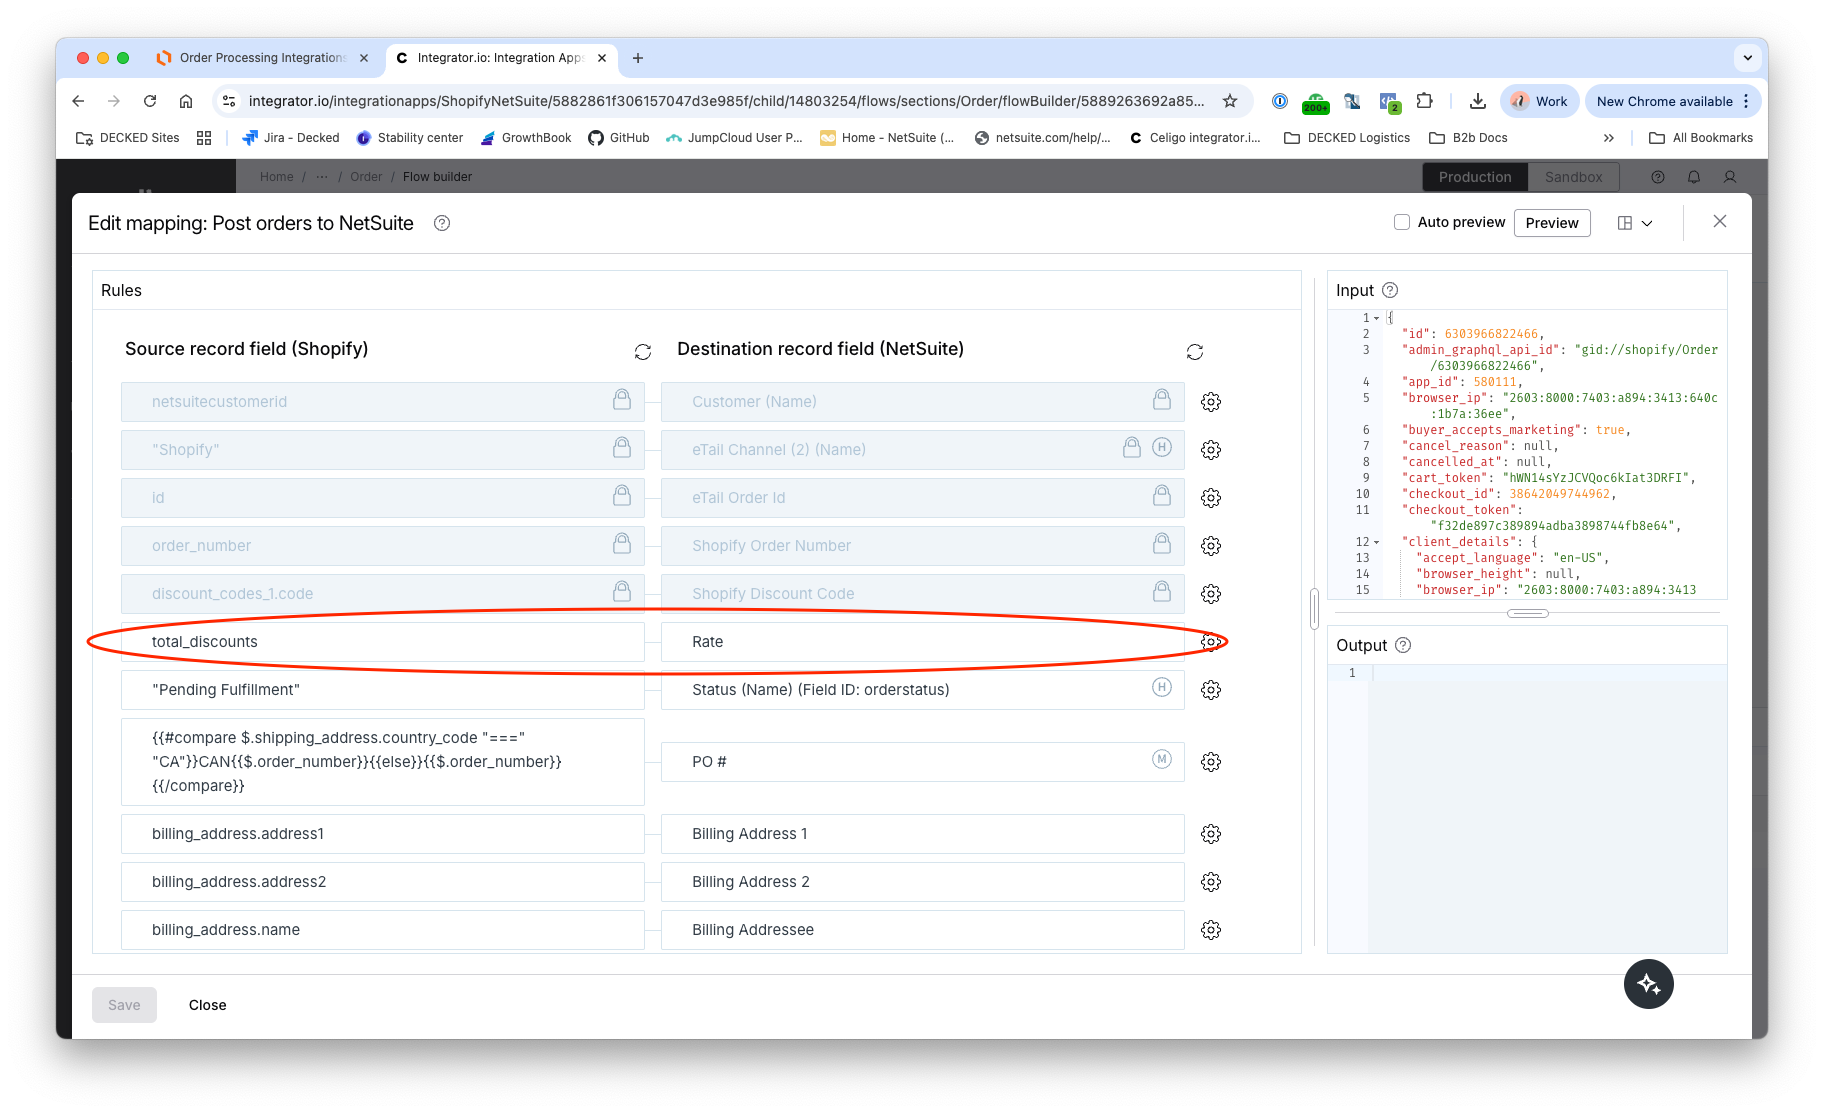 Order Processing Integrations
Integrator.io: Integration Apps
integrator.io/integrationapps/ShopifyNetSuite/5882861f306157047d3e985f/child/14803254/flows/sections/Order/flowBuilder/5889263692a85...
200+
2
Work
New Chrome available
DECKED Sites
Jira - Decked
Stability center
GrowthBook
GitHub
JumpCloud User P...
Home - NetSuite (...
netsuite.com/help/...
Celigo integrator.i...
DECKED Logistics
B2b Docs
All Bookmarks
Home / ... / Order / Flow builder
Production
Sandbox
Edit mapping: Post orders to NetSuite
Auto preview
Preview
Rules
Source record field (Shopify)
Destination record field (NetSuite)
netsuitecustomerid
Customer (Name)
"Shopify"
eTail Channel (2) (Name)
H
id
eTail Order Id
order_number
Shopify Order Number
discount_codes_1.code
Shopify Discount Code
total_discounts
Rate
"Pending Fulfillment"
Status (Name) (Field ID: orderstatus)
H
{{#compare $.shipping_address.country_code "==="
"CA"}}CAN{{$.order_number}}{{else}}{{$.order_number}}
{{/compare}}
PO #
M
billing_address.address1
Billing Address 1
billing_address.address2
Billing Address 2
billing_address.name
Billing Addressee
Save
Close
Input
1 {
2 "id": 6303966822466,
3 "admin_graphql_api_id": "gid://shopify/Order
/6303966822466",
4 "app_id": 580111,
5 "browser_ip": "2603:8000:7403:a894:3413:640c
:1b7a:36ee",
6 "buyer_accepts_marketing": true,
7 "cancel_reason": null,
8 "cancelled_at": null,
9 "cart_token": "hWN14sYzJCVQoc6kIat3DRFI",
10 "checkout_id": 38642049744962,
11 "checkout_token":
"f32de897c389894adba3898744fb8e64",
12 "client_details": {
13 "accept_language": "en-US",
14 "browser_height": null,
15 "browser_ip": "2603:8000:7403:a894:3413
Output
1